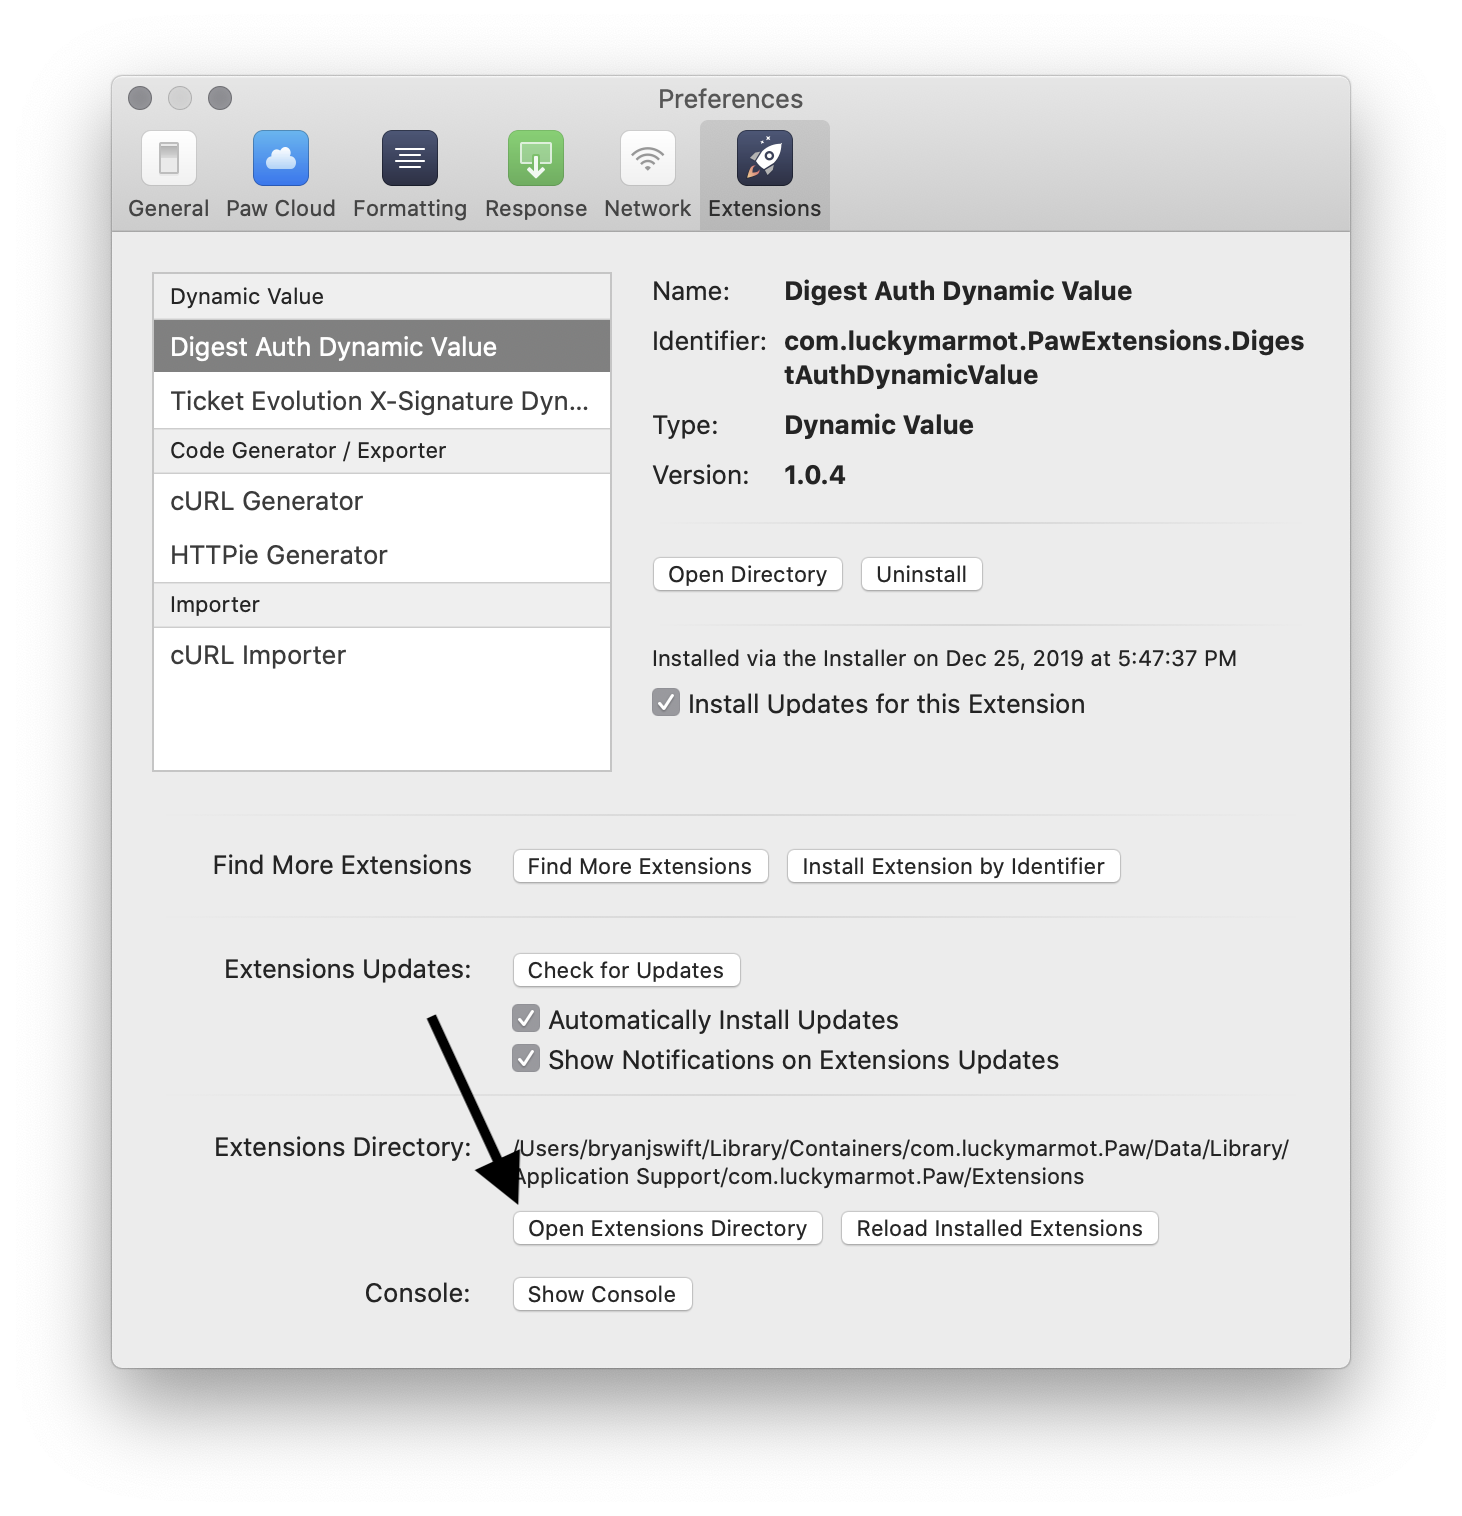 Preferences
General Paw Cloud Formatting Response Network Extensions
Dynamic Value
Digest Auth Dynamic Value
Ticket Evolution X-Signature Dyn...
Code Generator / Exporter
cURL Generator
HTTPie Generator
Importer
cURL Importer
Name: Digest Auth Dynamic Value
Identifier: com.luckymarmot.PawExtensions.Diges
tAuthDynamicValue
Type: Dynamic Value
Version: 1.0.4
Open Directory Uninstall
Installed via the Installer on Dec 25, 2019 at 5:47:37 PM
Install Updates for this Extension
Find More Extensions Find More Extensions Install Extension by Identifier
Extensions Updates: Check for Updates
Automatically Install Updates
Show Notifications on Extensions Updates
Extensions Directory: /Users/bryanjswift/Library/Containers/com.luckymarmot.Paw/Data/Library/
Application Support/com.luckymarmot.Paw/Extensions
Open Extensions Directory Reload Installed Extensions
Console: Show Console